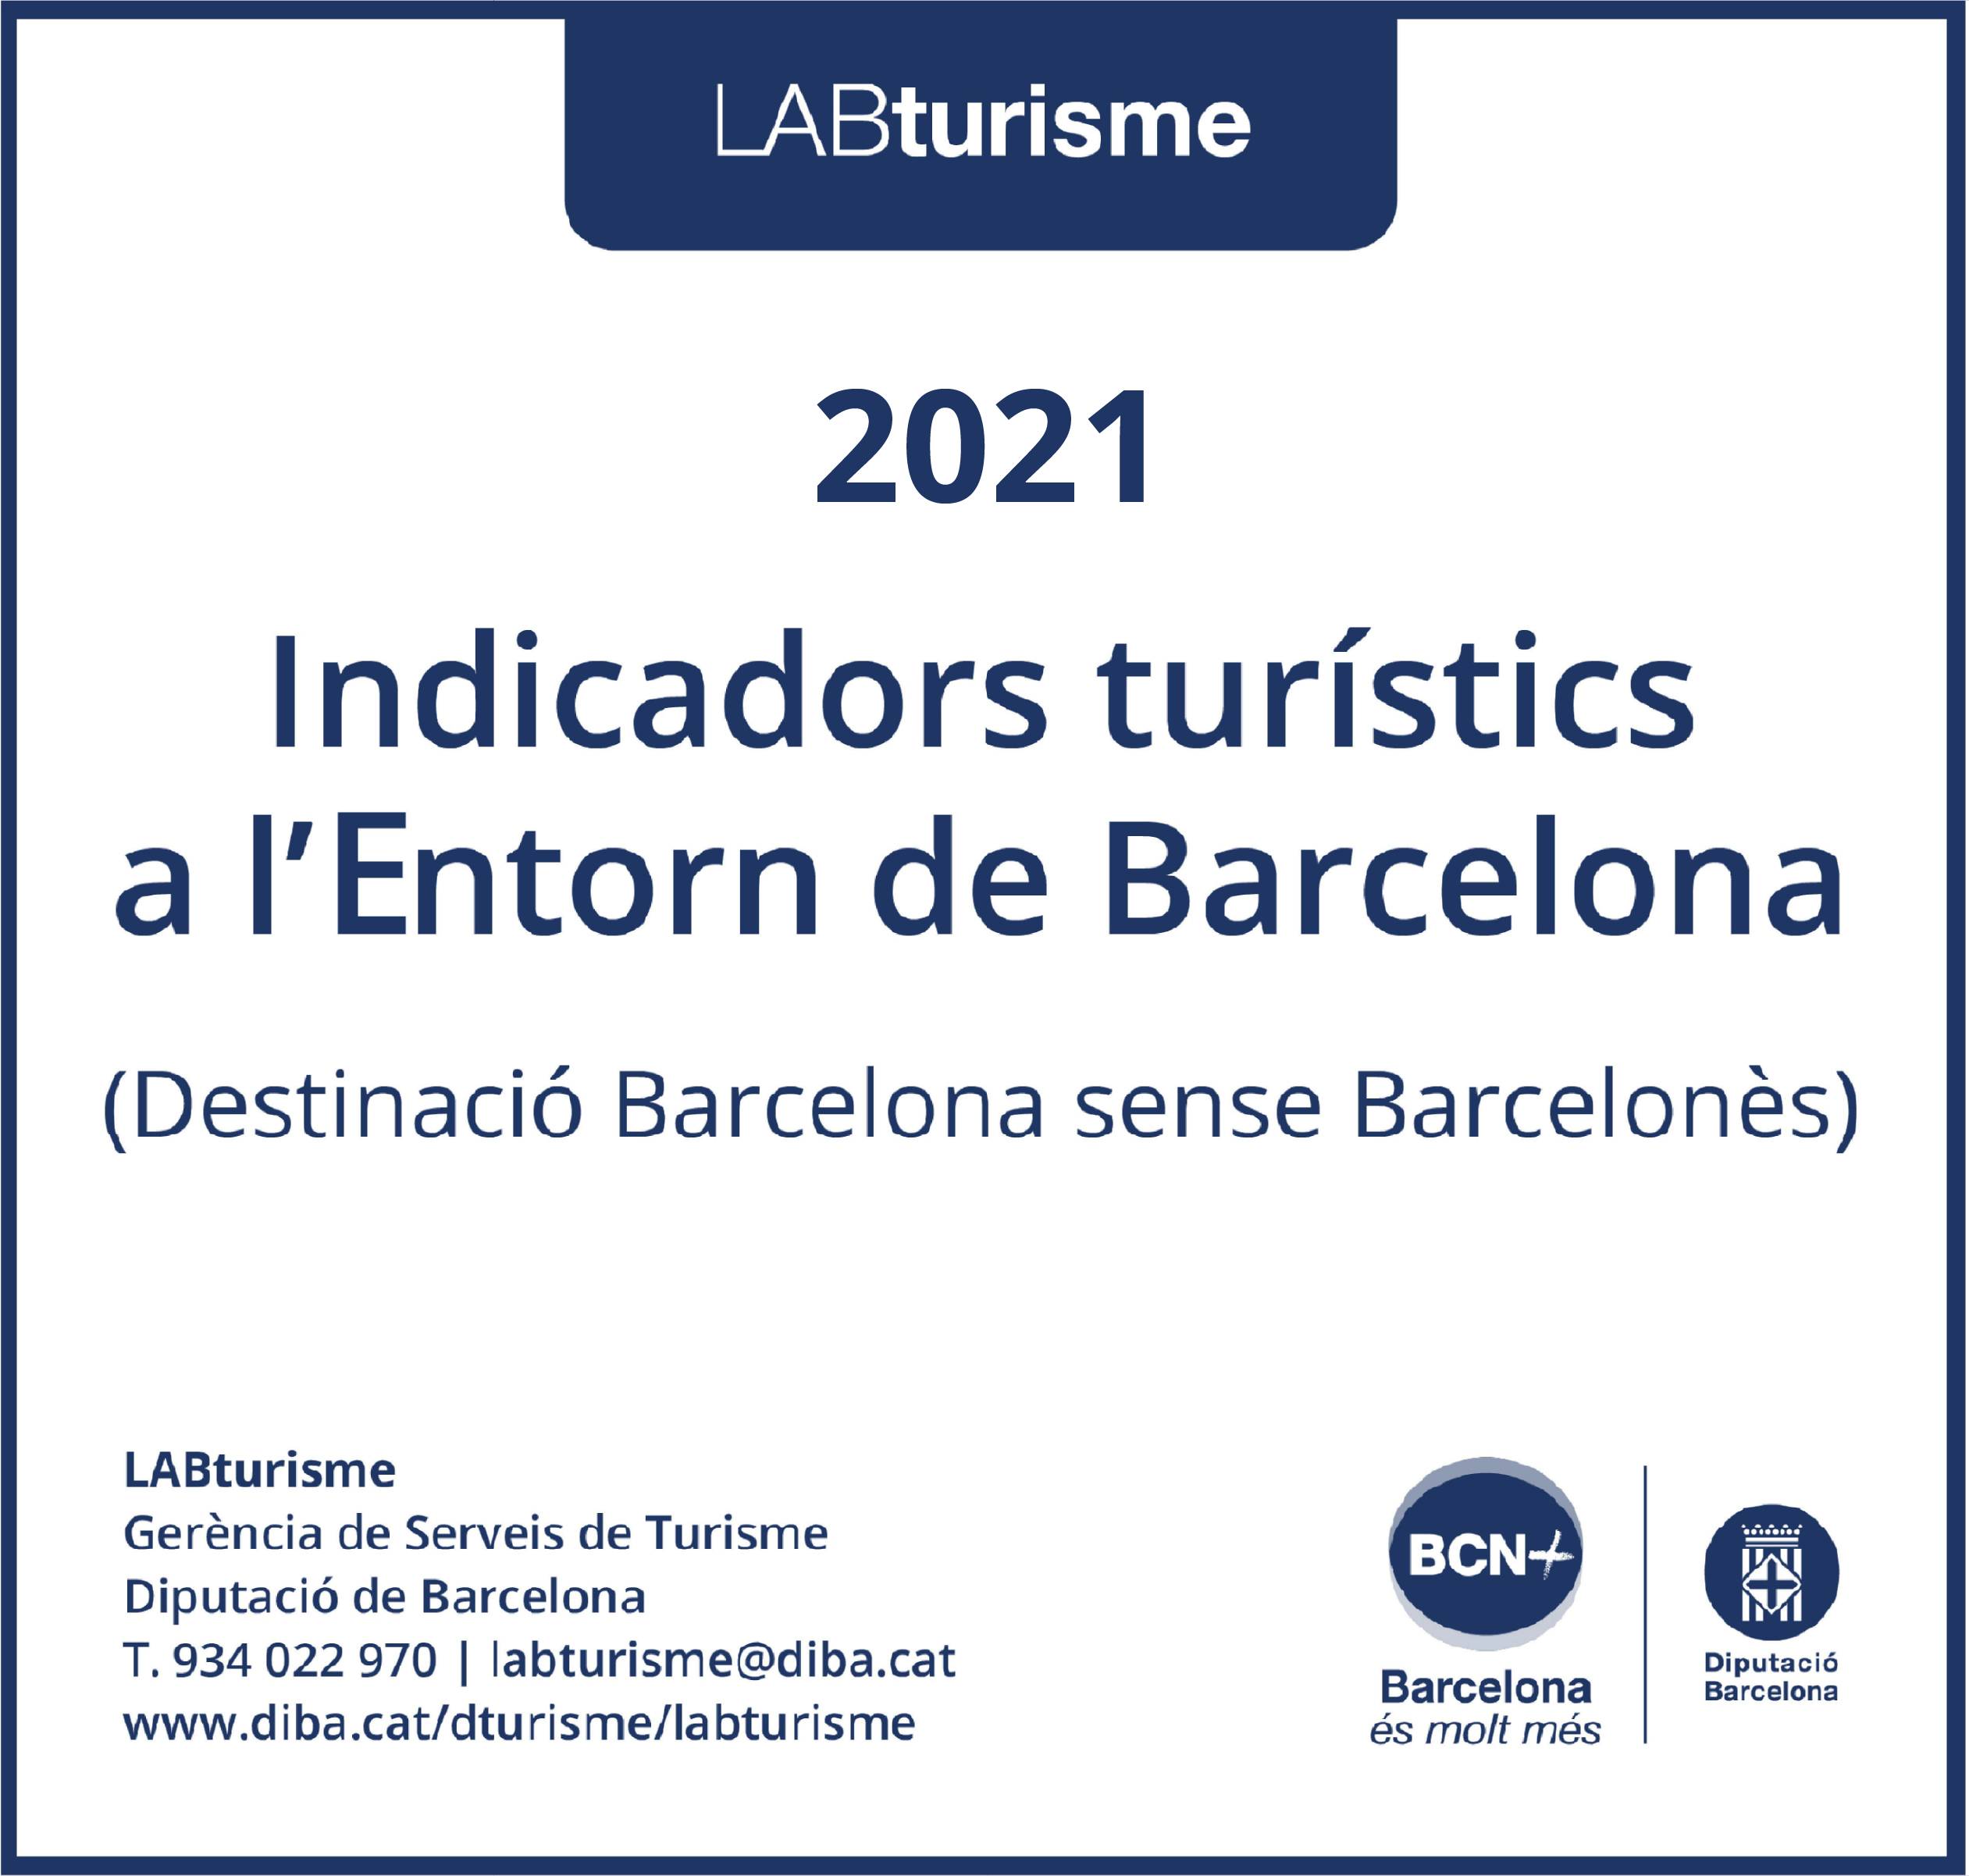 LABturisme
2021
Indicadors turístics
a l’Entorn de Barcelona
(Destinació Barcelona sense Barcelonès)
LABturisme
Gerència de Serveis de Turisme
Diputació de Barcelona
T. 934 022 970 | labturisme@diba.cat
www.diba.cat/dturisme/labturisme
BCN+
Barcelona
és molt més
Diputació
Barcelona